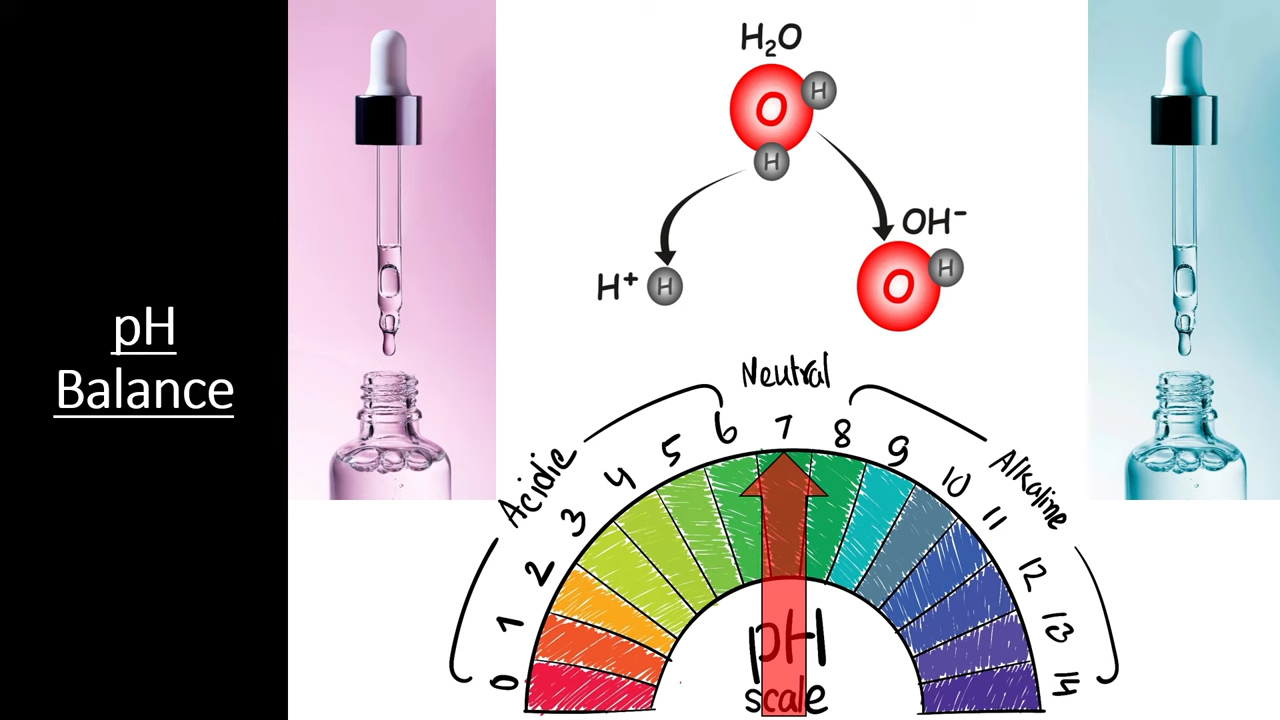 pH
Balance
H₂O
O
H
H
H⁺
H
OH⁻
O
H
Neutral
Acidic
Alkaline
0
1
2
3
4
5
6
7
8
9
10
11
12
13
14
pH
scale